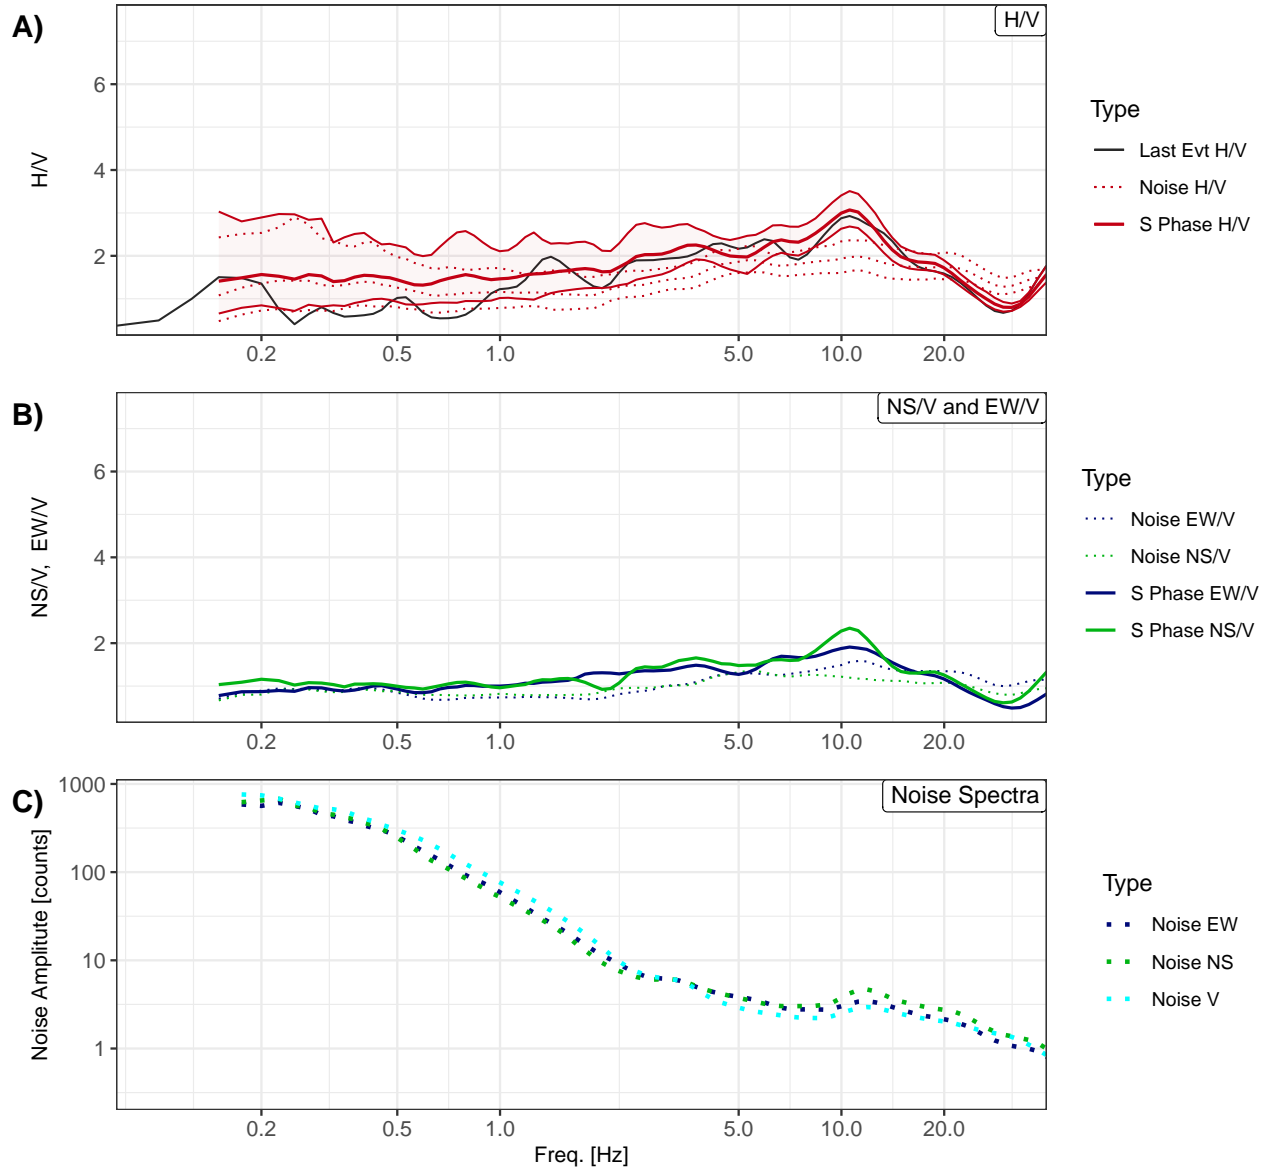 A)
H/V
6
4
2
H/V
0.2 0.5 1.0 5.0 10.0 20.0
Type
Last Evt H/V
Noise H/V
S Phase H/V
B)
NS/V and EW/V
6
4
2
NS/V,  EW/V
0.2 0.5 1.0 5.0 10.0 20.0
Type
Noise EW/V
Noise NS/V
S Phase EW/V
S Phase NS/V
C)
Noise Spectra
1000
100
10
1
Noise Amplitute [counts]
0.2 0.5 1.0 5.0 10.0 20.0
Freq. [Hz]
Type
Noise EW
Noise NS
Noise V